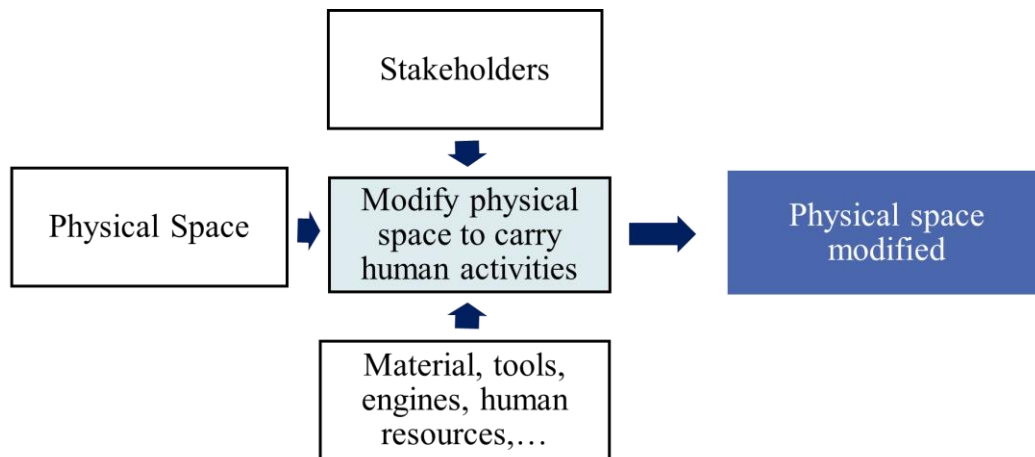 Stakeholders
Physical Space
Modify physical
space to carry
human activities
Physical space
modified
Material, tools,
engines, human
resources,…